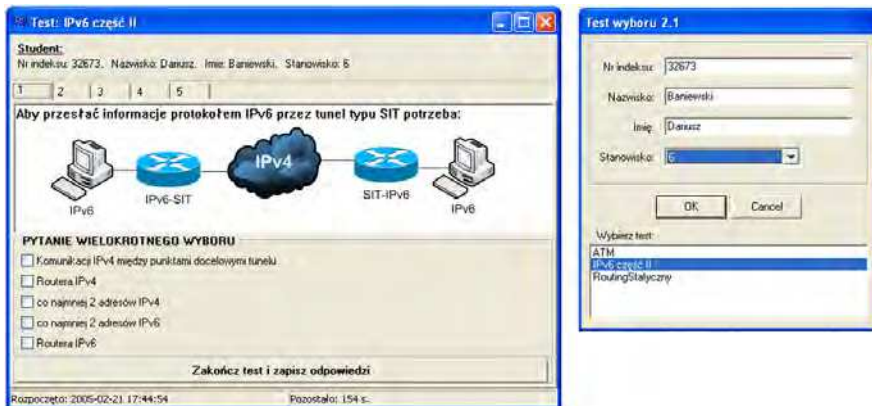 Test: IPv6 część II
Student:
Nr indeksu: 32673. Nazwisko: Dariusz. Imie: Baniewski. Stanowisko: 6
1 2 3 4 5
Aby przesłać informacje protokołem IPv6 przez tunel typu SIT potrzeba:
IPv6
IPv6-SIT
IPv4
SIT-IPv6
IPv6
PYTANIE WIELOKROTNEGO WYBORU
Komunikacji IPv4 między punktami docelowymi tunelu
Routera IPv4
co najmniej 2 adresów IPv4
co najmniej 2 adresów IPv6
Routera IPv6
Zakończ test i zapisz odpowiedzi
Rozpoczęto: 2005-02-21 17:44:54 Pozostało: 154 s.
Test wyboru 2.1
Nr indeksu: 32673
Nazwisko: Baniewski
Imię: Dariusz
Stanowisko: 6
OK Cancel
Wybierz test:
ATM
IPv6 część II
RoutingStatyczny